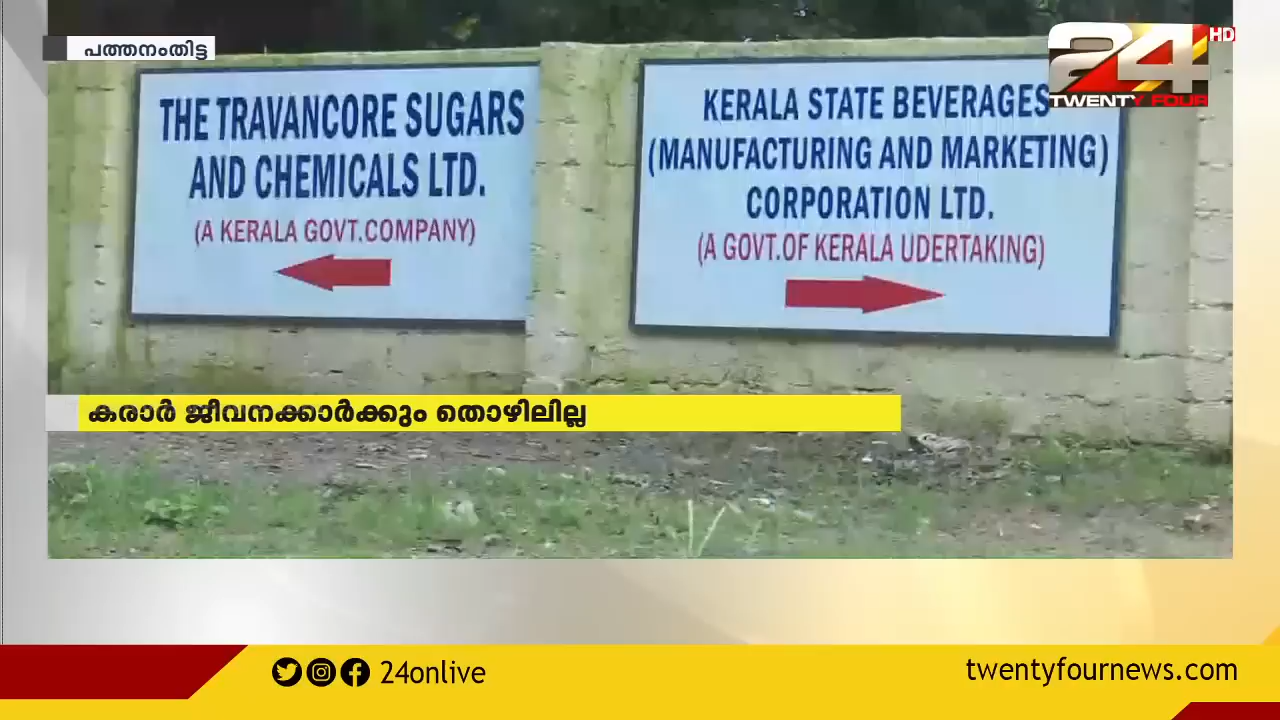 പത്തനംതിട്ട
24 HD
TWENTY FOUR
THE TRAVANCORE SUGARS
AND CHEMICALS LTD.
(A KERALA GOVT.COMPANY)
KERALA STATE BEVERAGES
(MANUFACTURING AND MARKETING)
CORPORATION LTD.
(A GOVT.OF KERALA UDERTAKING)
കരാർ ജീവനക്കാർക്കും തൊഴിലില്ല
24onlive
twentyfournews.com